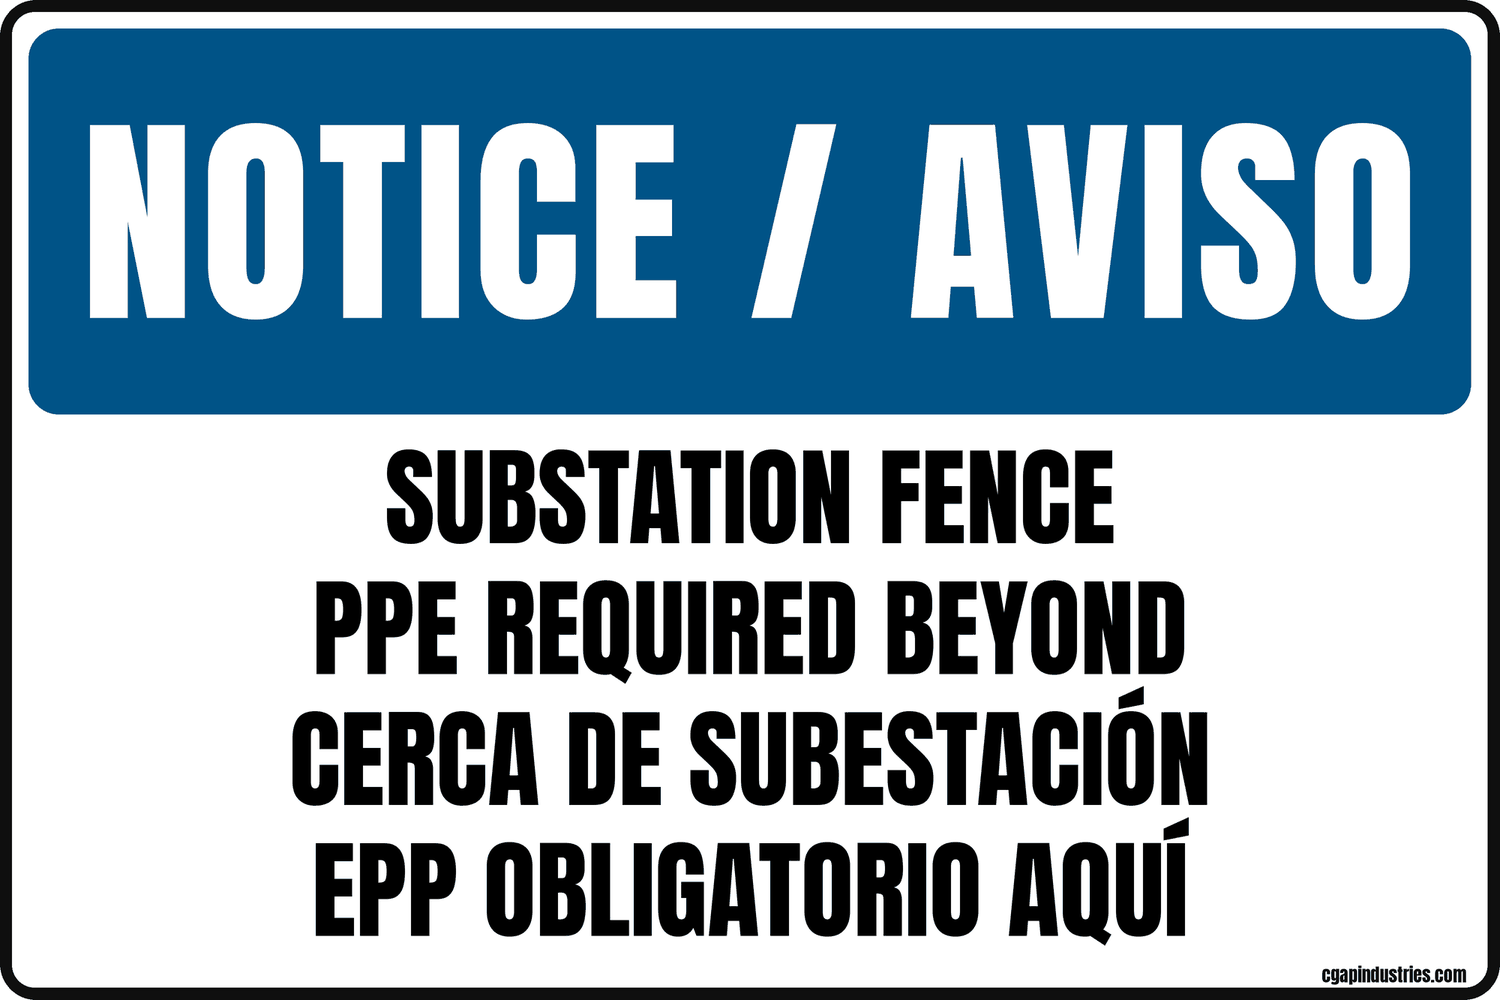 NOTICE / AVISO
SUBSTATION FENCE
PPE REQUIRED BEYOND
CERCA DE SUBESTACIÓN
EPP OBLIGATORIO AQUÍ
cgapindustries.com